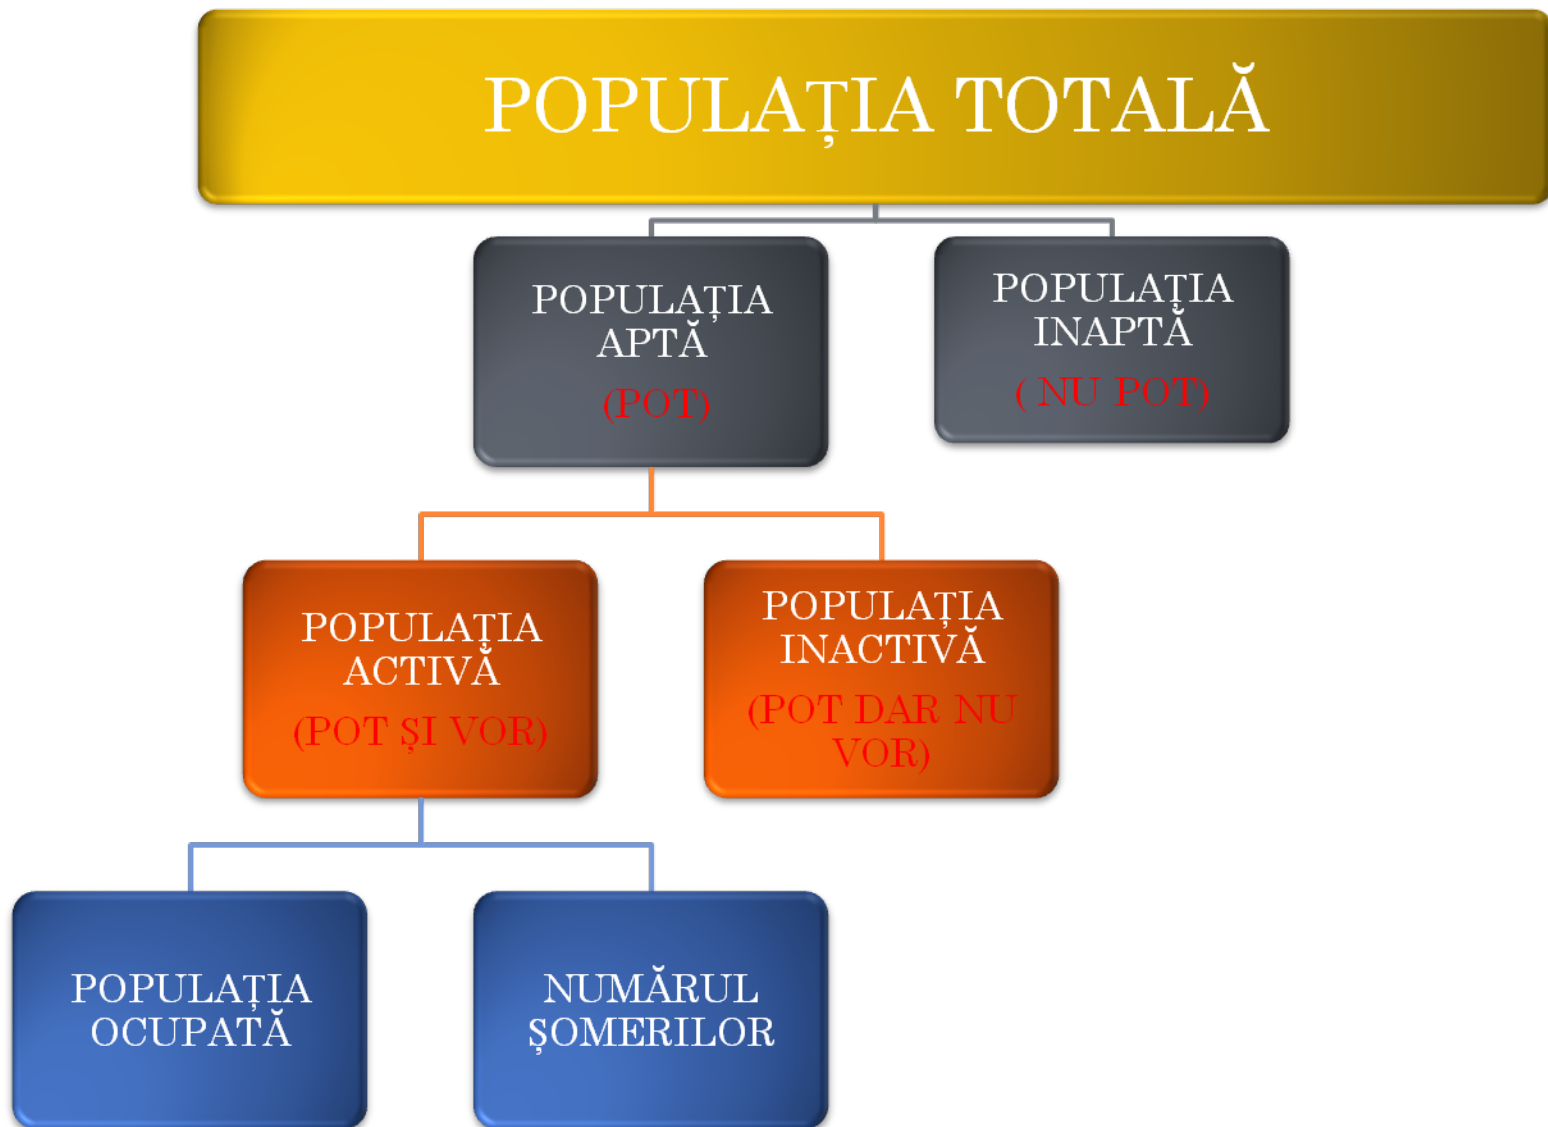 POPULAȚIA TOTALĂ
POPULAȚIA
APTĂ
(POT)
POPULAȚIA
INAPTĂ
( NU POT)
POPULAȚIA
ACTIVĂ
(POT ȘI VOR)
POPULAȚIA
INACTIVĂ
(POT DAR NU
VOR)
POPULAȚIA
OCUPATĂ
NUMĂRUL
ȘOMERILOR